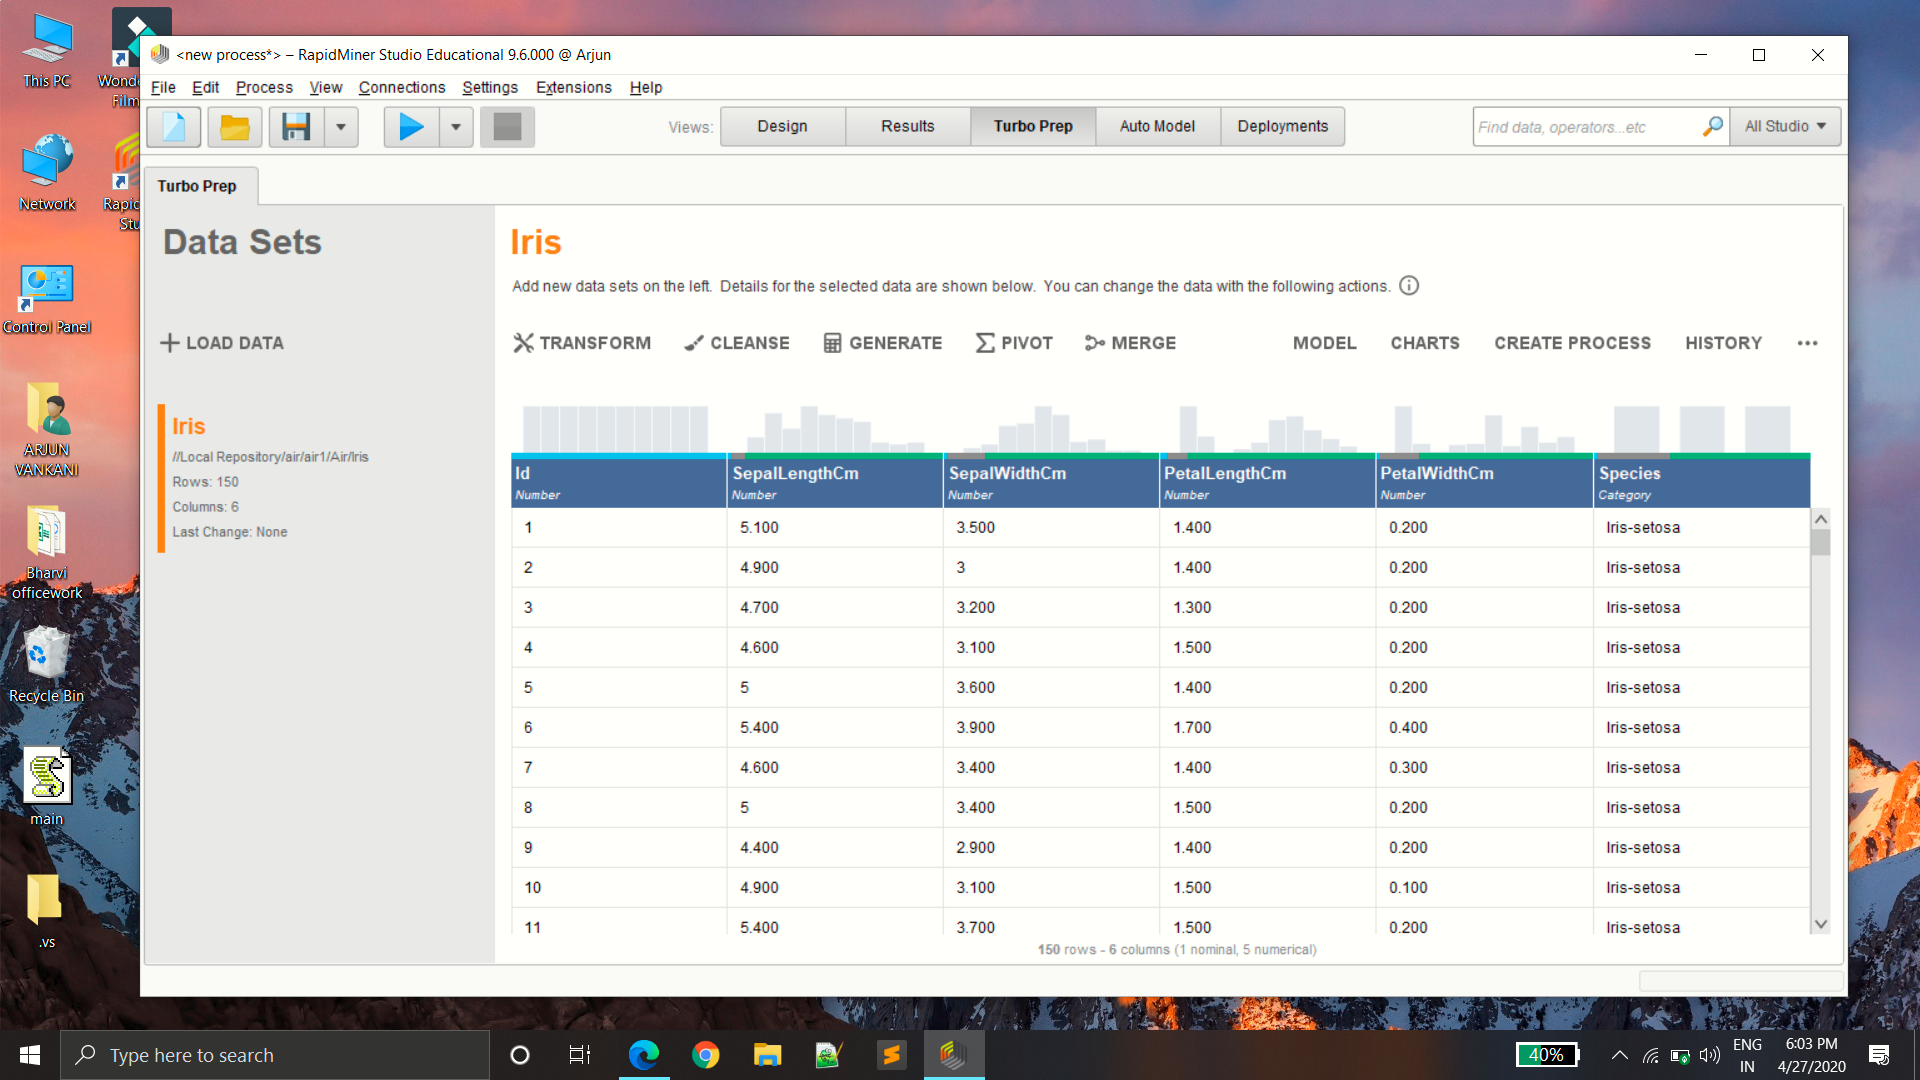 This PC
Wond
Film
Network
Rapid
Stu
Control Panel
ARJUN
VANKANI
Bharvi
officework
Recycle Bin
main
.vs
<new process*> – RapidMiner Studio Educational 9.6.000 @ Arjun
File Edit Process View Connections Settings Extensions Help
Views: Design Results Turbo Prep Auto Model Deployments
Find data, operators...etc All Studio
Turbo Prep
Data Sets
+ LOAD DATA
Iris
//Local Repository/air/air1/Air/Iris
Rows: 150
Columns: 6
Last Change: None
Iris
Add new data sets on the left. Details for the selected data are shown below. You can change the data with the following actions.
TRANSFORM CLEANSE GENERATE PIVOT MERGE MODEL CHARTS CREATE PROCESS HISTORY ...
Id SepalLengthCm SepalWidthCm PetalLengthCm PetalWidthCm Species
Number Number Number Number Number Category
1 5.100 3.500 1.400 0.200 Iris-setosa
2 4.900 3 1.400 0.200 Iris-setosa
3 4.700 3.200 1.300 0.200 Iris-setosa
4 4.600 3.100 1.500 0.200 Iris-setosa
5 5 3.600 1.400 0.200 Iris-setosa
6 5.400 3.900 1.700 0.400 Iris-setosa
7 4.600 3.400 1.400 0.300 Iris-setosa
8 5 3.400 1.500 0.200 Iris-setosa
9 4.400 2.900 1.400 0.200 Iris-setosa
10 4.900 3.100 1.500 0.100 Iris-setosa
11 5.400 3.700 1.500 0.200 Iris-setosa
150 rows - 6 columns (1 nominal, 5 numerical)
Type here to search
40%
ENG
IN
6:03 PM
4/27/2020